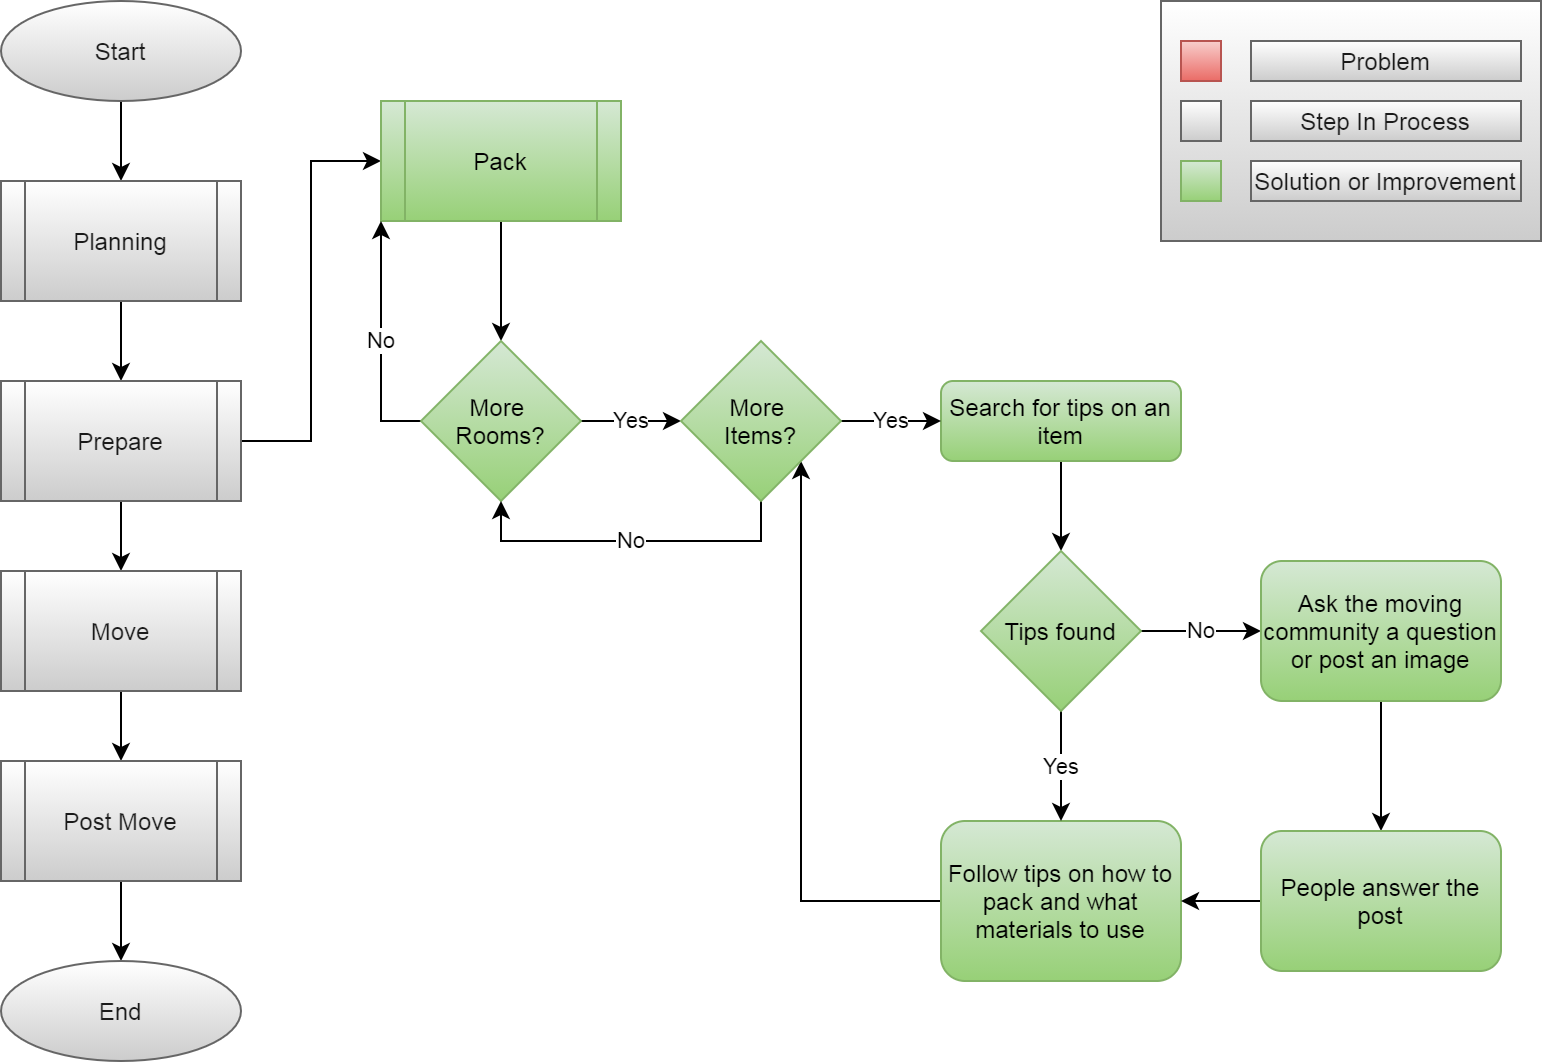 Start
Planning
Prepare
Move
Post Move
End
Pack
No
More
Rooms?
Yes
No
More
Items?
Yes
Search for tips on an
item
Tips found
No
Yes
Ask the moving
community a question
or post an image
People answer the
post
Follow tips on how to
pack and what
materials to use
Problem
Step In Process
Solution or Improvement